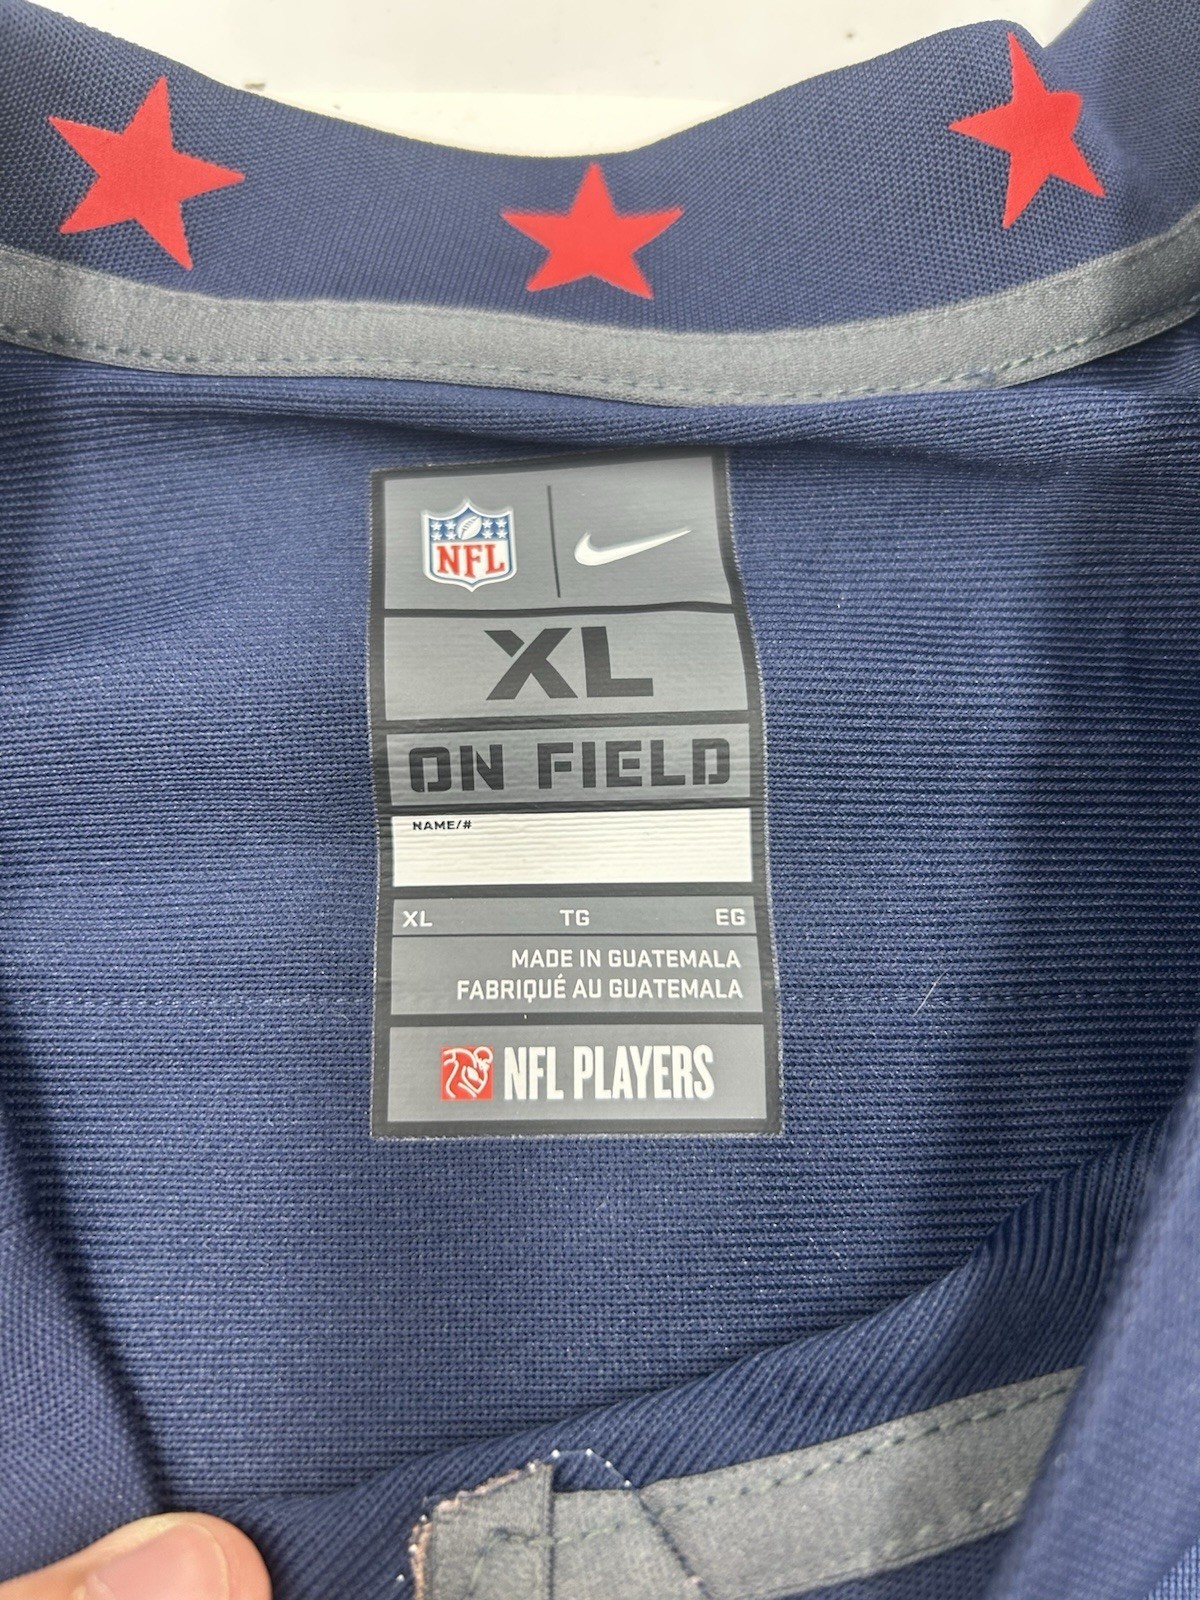 NFL
XL
ON FIELD
NAME/#
XL TG EG
MADE IN GUATEMALA
FABRIQUÉ AU GUATEMALA
NFL PLAYERS